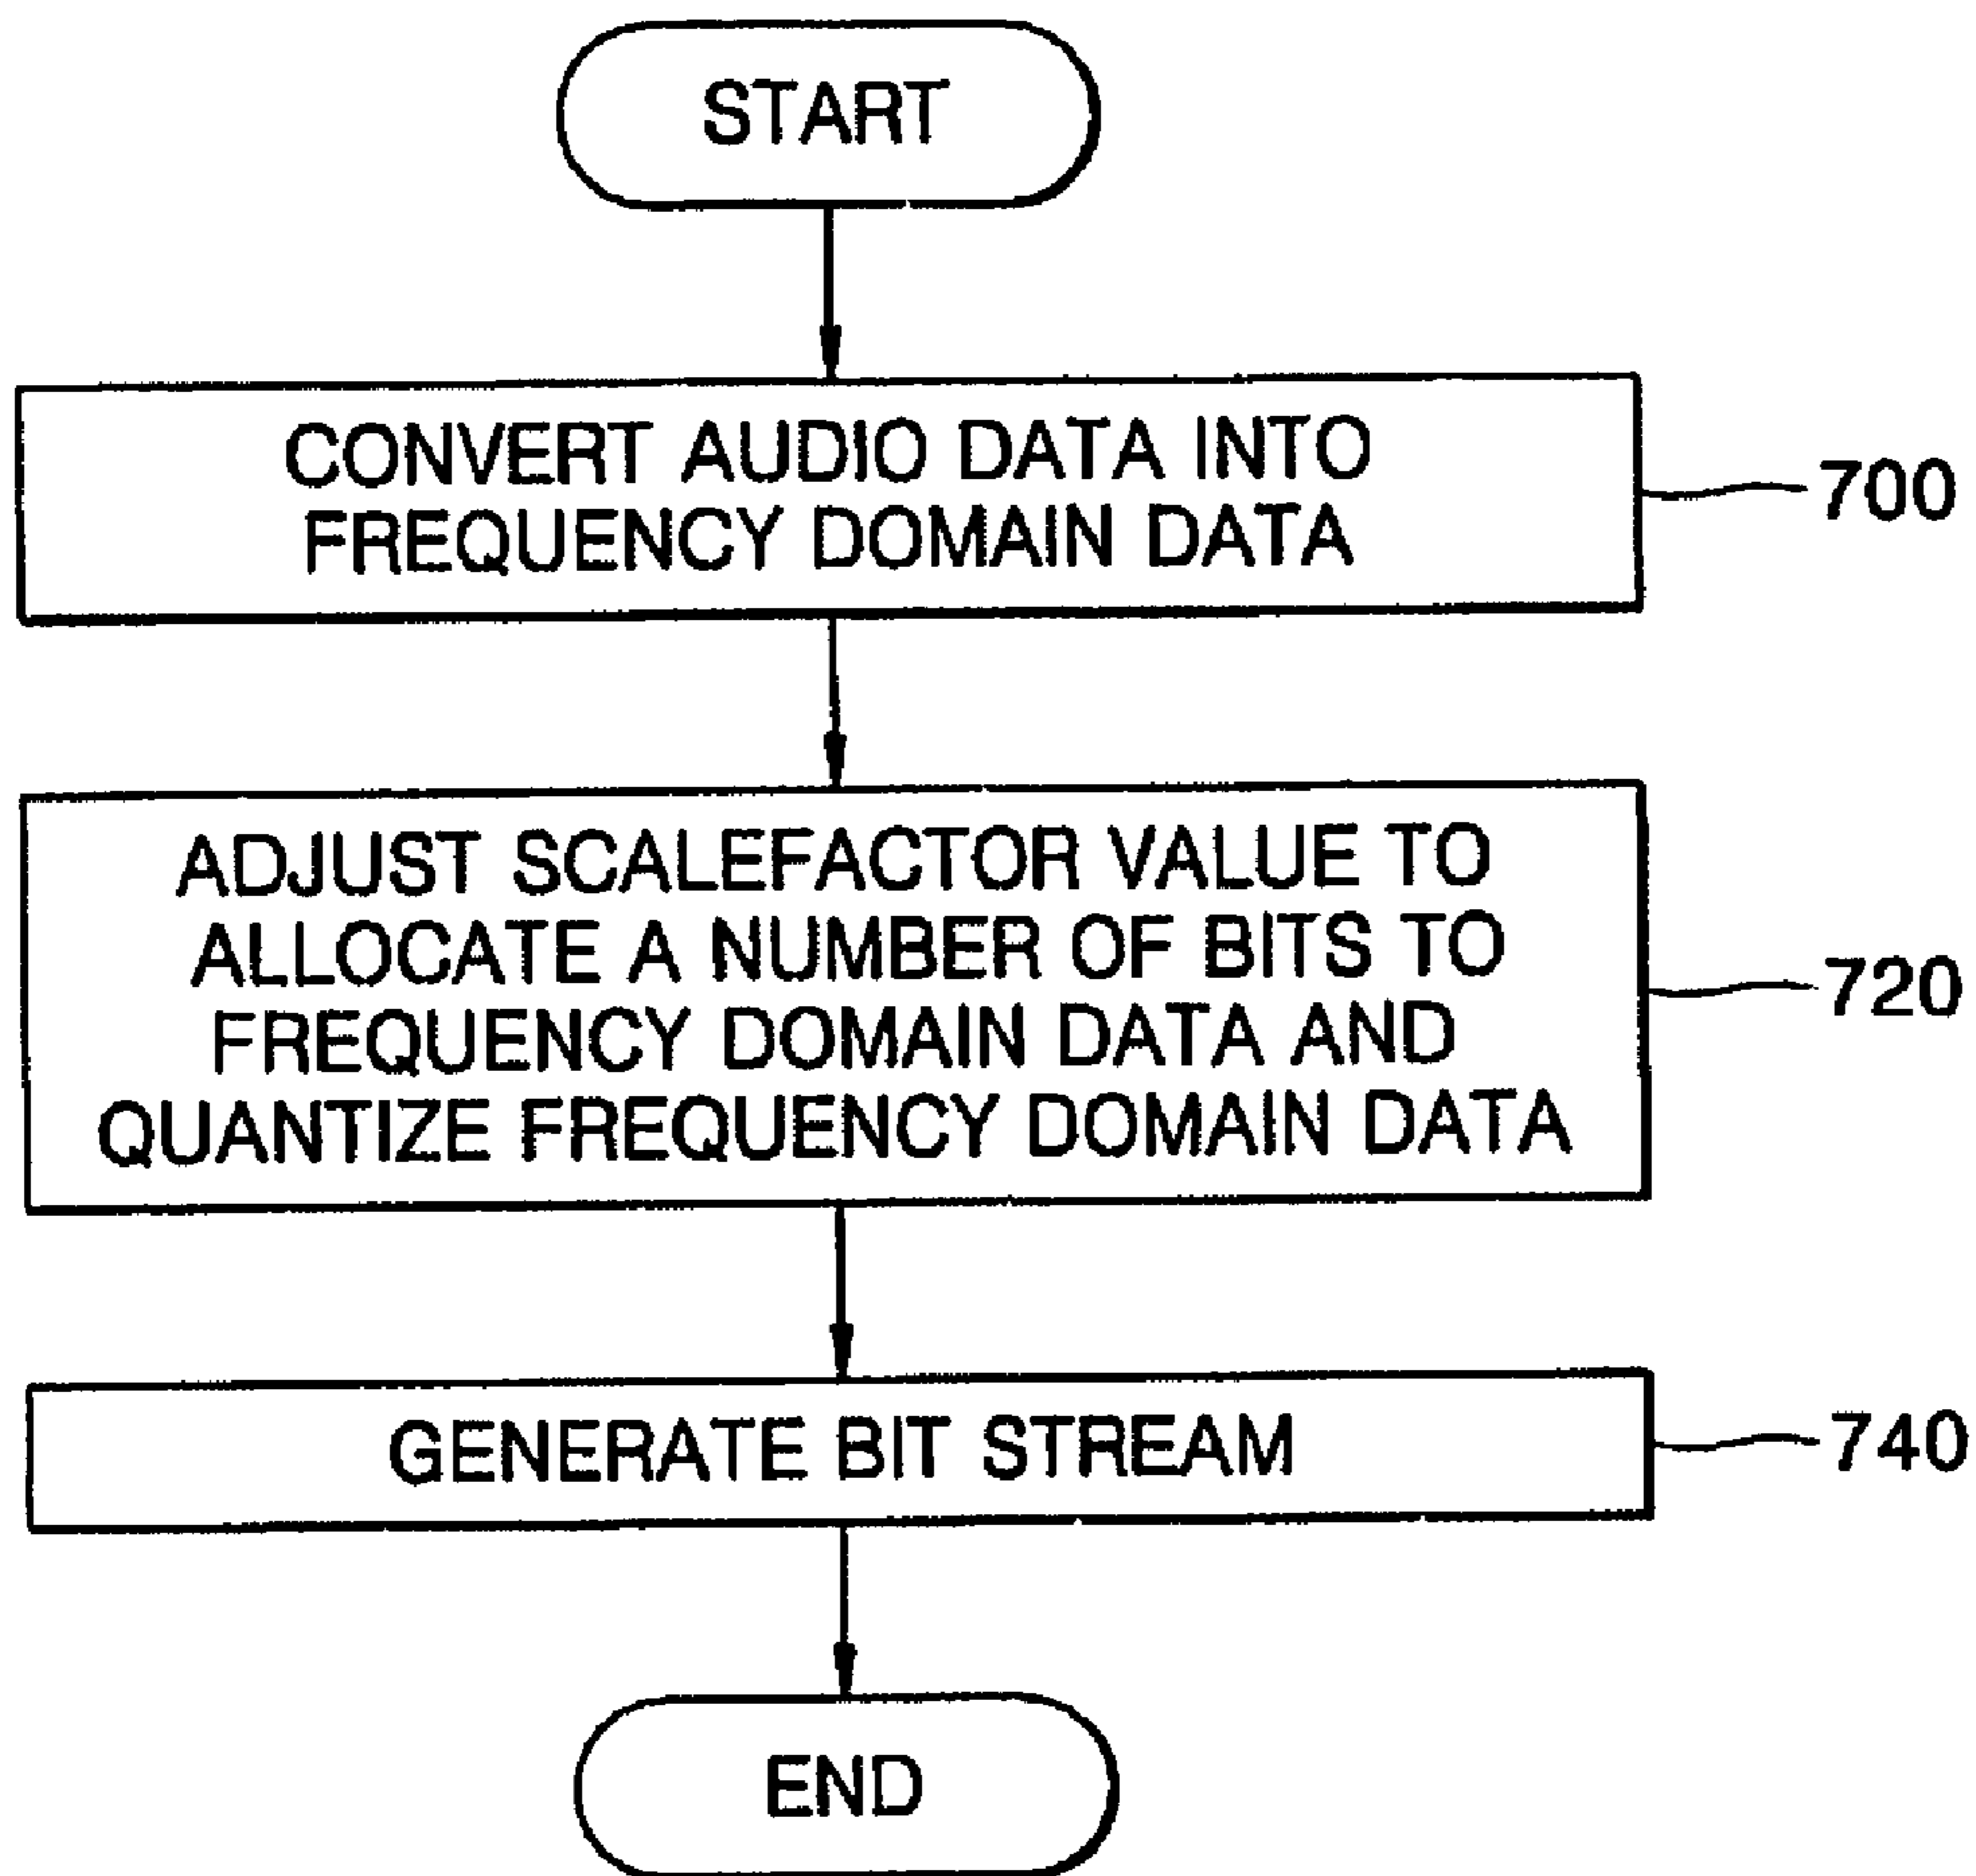 START
CONVERT AUDIO DATA INTO
FREQUENCY DOMAIN DATA
700
ADJUST SCALEFACTOR VALUE TO
ALLOCATE A NUMBER OF BITS TO
FREQUENCY DOMAIN DATA AND
QUANTIZE FREQUENCY DOMAIN DATA
720
GENERATE BIT STREAM
740
END